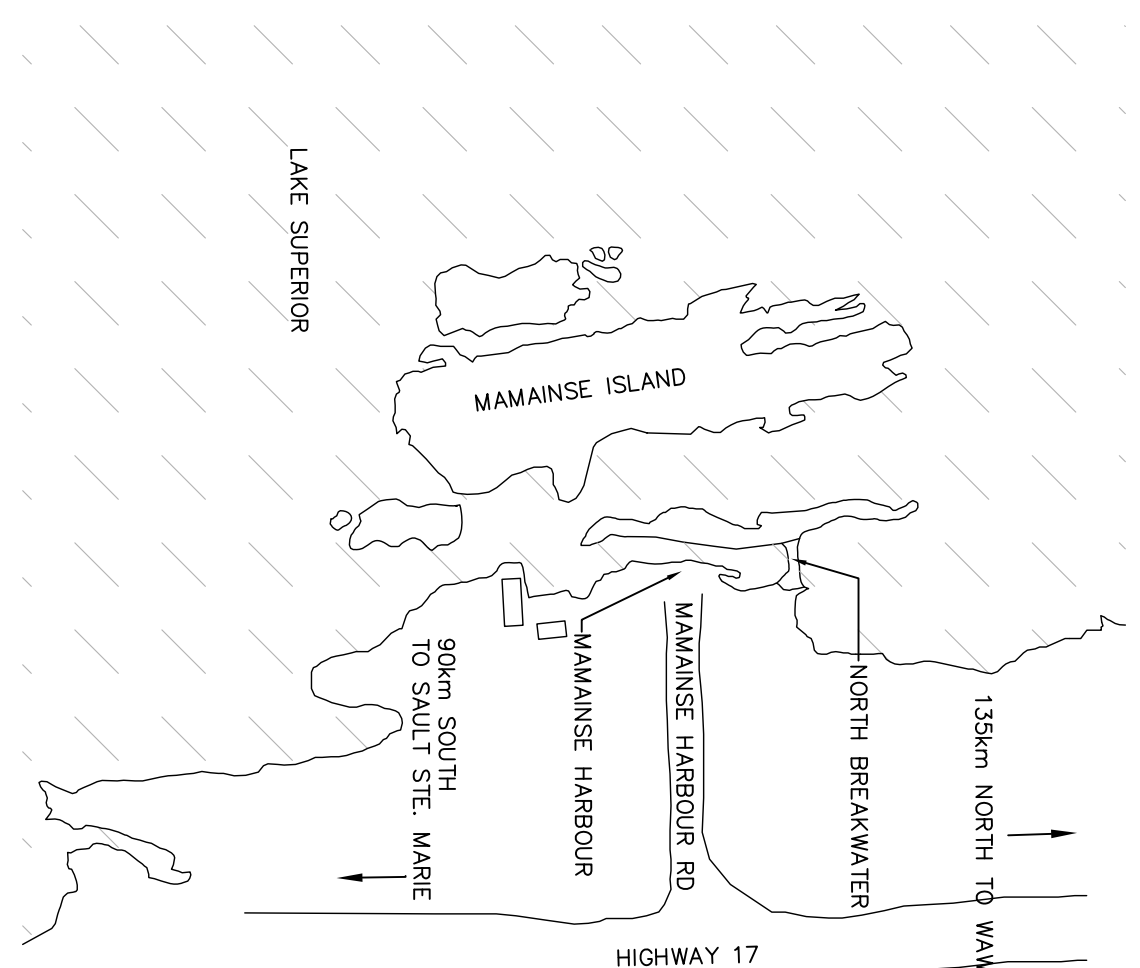 LAKE SUPERIOR
MAMAINSE ISLAND
90km SOUTH
TO SAULT STE. MARIE
MAMAINSE HARBOUR
MAMAINSE HARBOUR RD
NORTH BREAKWATER
135km NORTH TO
HIGHWAY 17